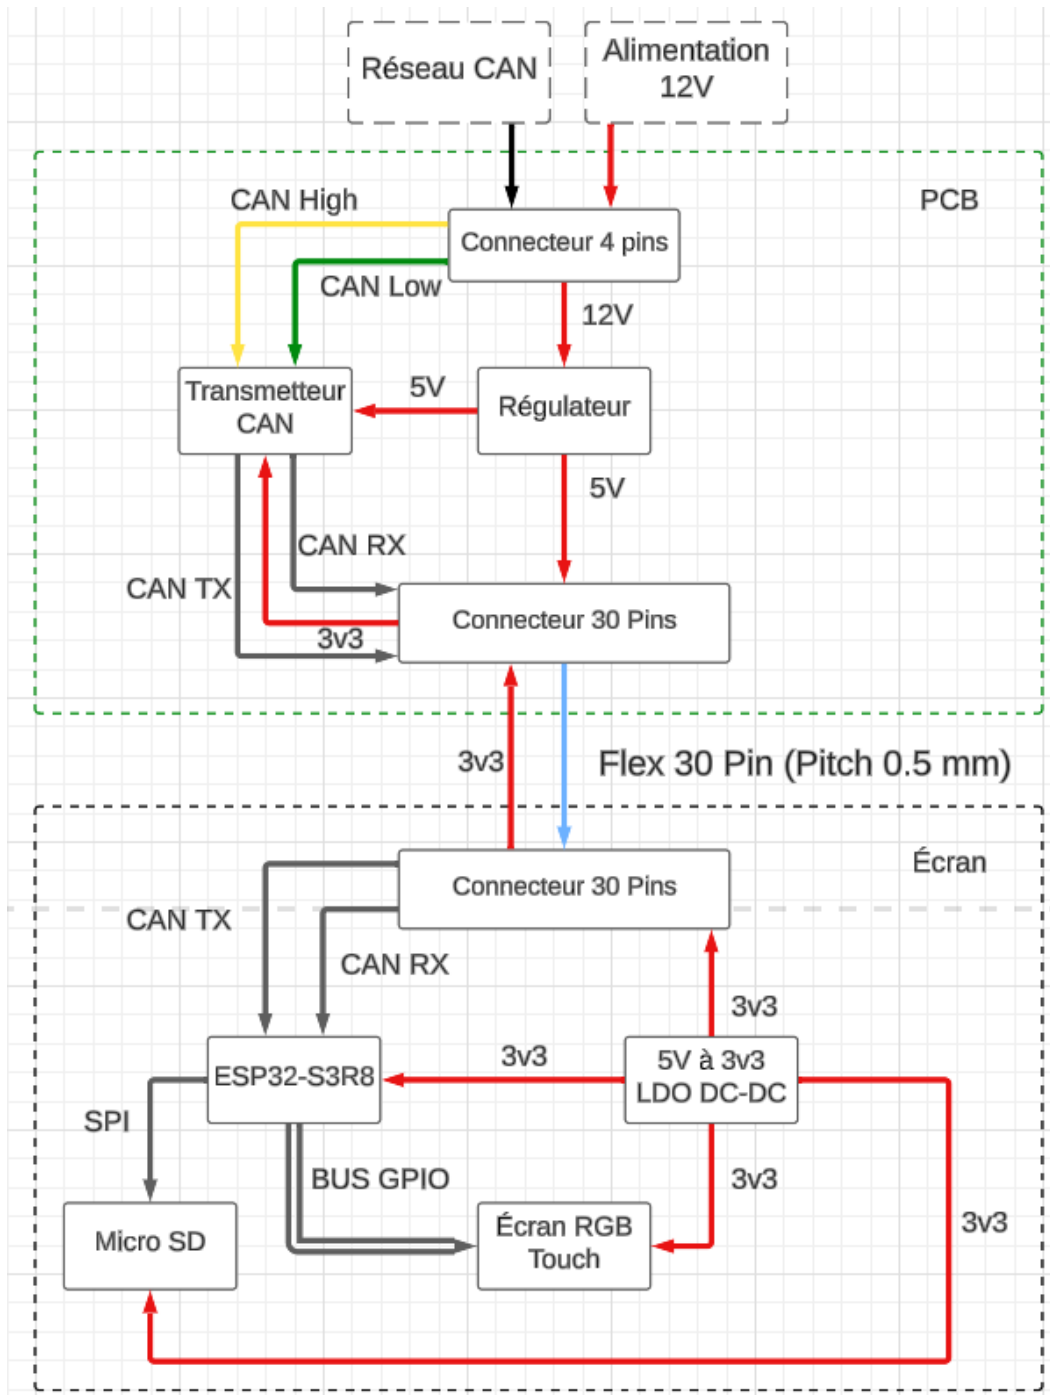 Réseau CAN
Alimentation
12V
PCB
CAN High
Connecteur 4 pins
CAN Low
12V
Transmetteur
CAN
5V
Régulateur
5V
CAN RX
CAN TX
3v3
Connecteur 30 Pins
3v3
Flex 30 Pin (Pitch 0.5 mm)
Écran
Connecteur 30 Pins
CAN TX
CAN RX
3v3
3v3
ESP32-S3R8
5V à 3v3
LDO DC-DC
SPI
BUS GPIO
3v3
Micro SD
Écran RGB
Touch
3v3